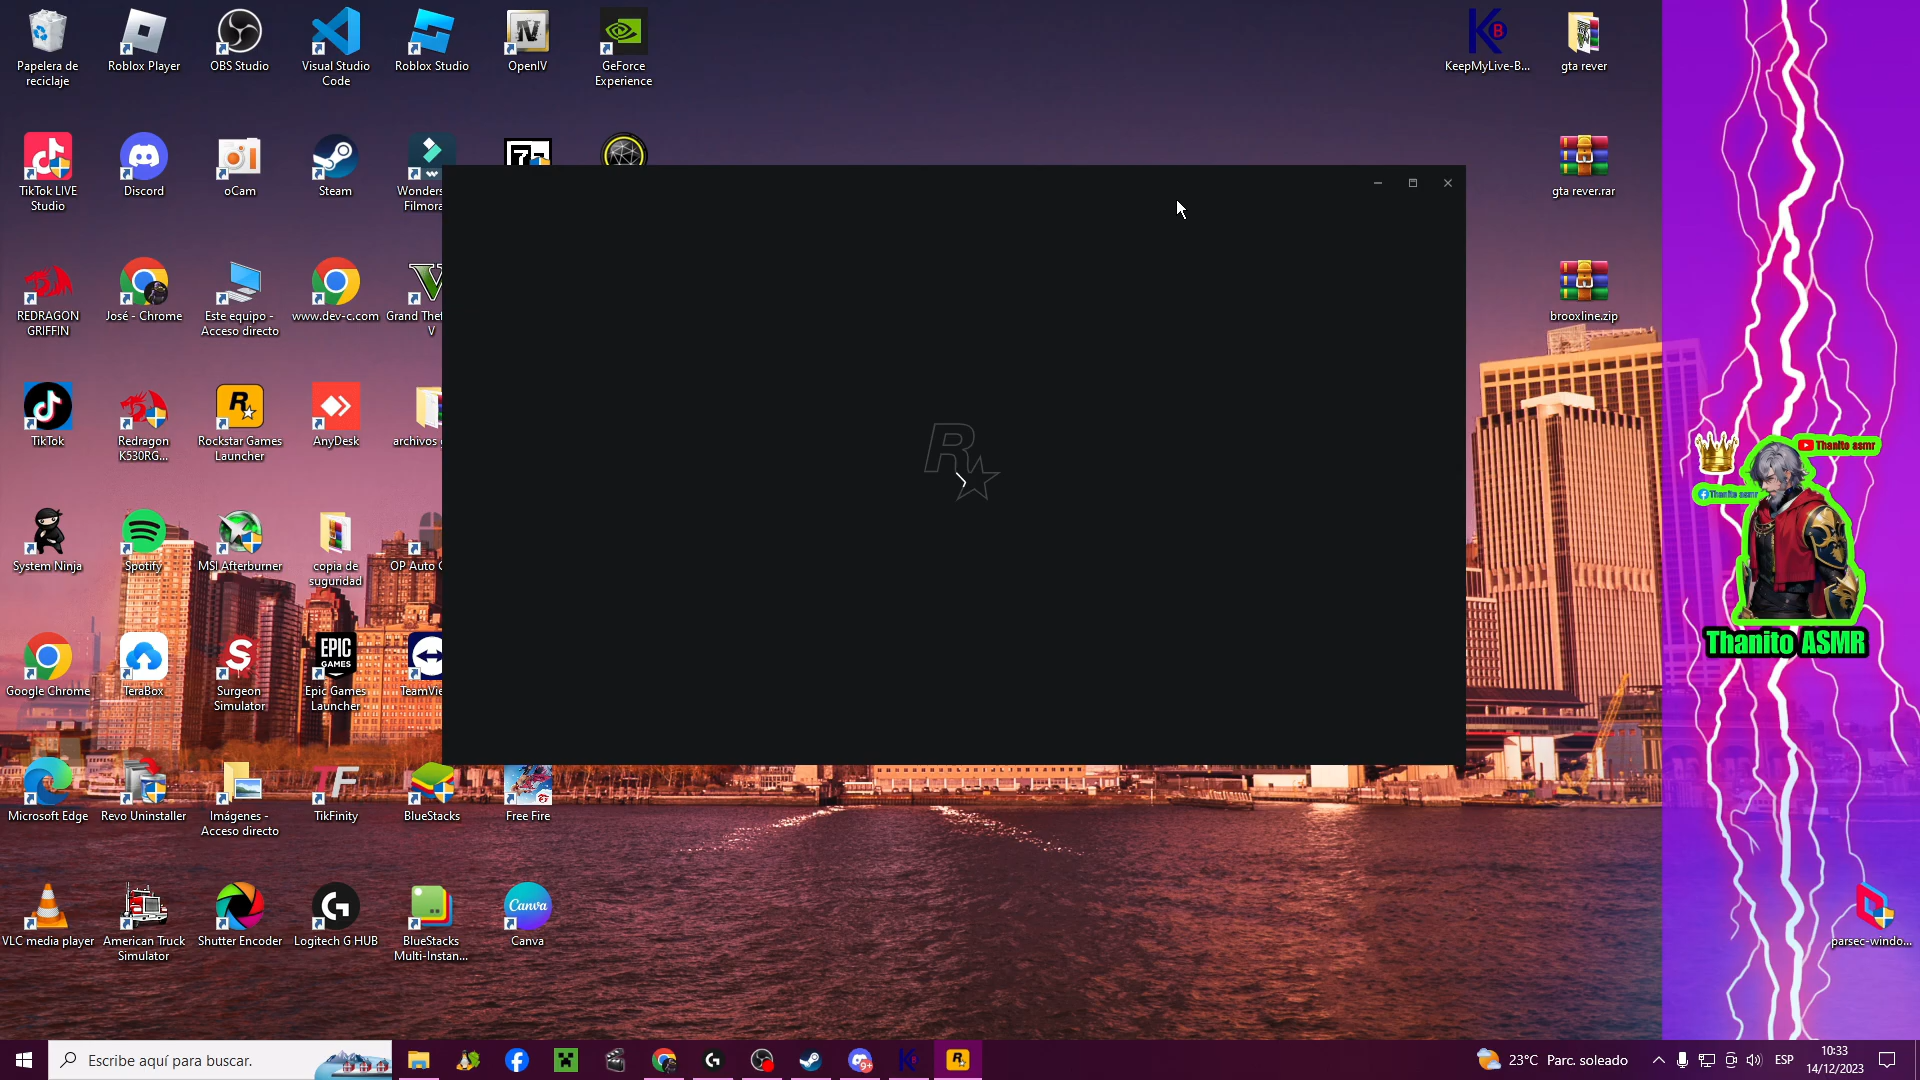 Papelera de
reciclaje
Roblox Player
OBS Studio
Visual Studio
Code
Roblox Studio
OpenIV
GeForce
Experience
KeepMyLive-B...
gta rever
TikTok LIVE
Studio
Discord
oCam
Steam
Filmora
gta rever.rar
REDRAGON
GRIFFIN
José - Chrome
Este equipo -
Acceso directo
www.dev-c.com
Grand Thef
V
brooxline.zip
TikTok
Redragon
K530RG...
Rockstar Games
Launcher
AnyDesk
archivos
Thanito asmr
Thanito asmr
System Ninja
Spotify
MSI Afterburner
copia de
suguridad
OP Auto
EPIC
GAMES
Thanito ASMR
Google Chrome
TeraBox
Surgeon
Simulator
Epic Games
Launcher
TeamVie
Microsoft Edge
Revo Uninstaller
Imágenes -
Acceso directo
TikFinity
BlueStacks
Free Fire
Canva
VLC media player
American Truck
Simulator
Shutter Encoder
Logitech G HUB
BlueStacks
Multi-Instan...
Canva
parsec-windo...
Escribe aquí para buscar.
9+
23°C Parc. soleado
ESP
10:33
14/12/2023